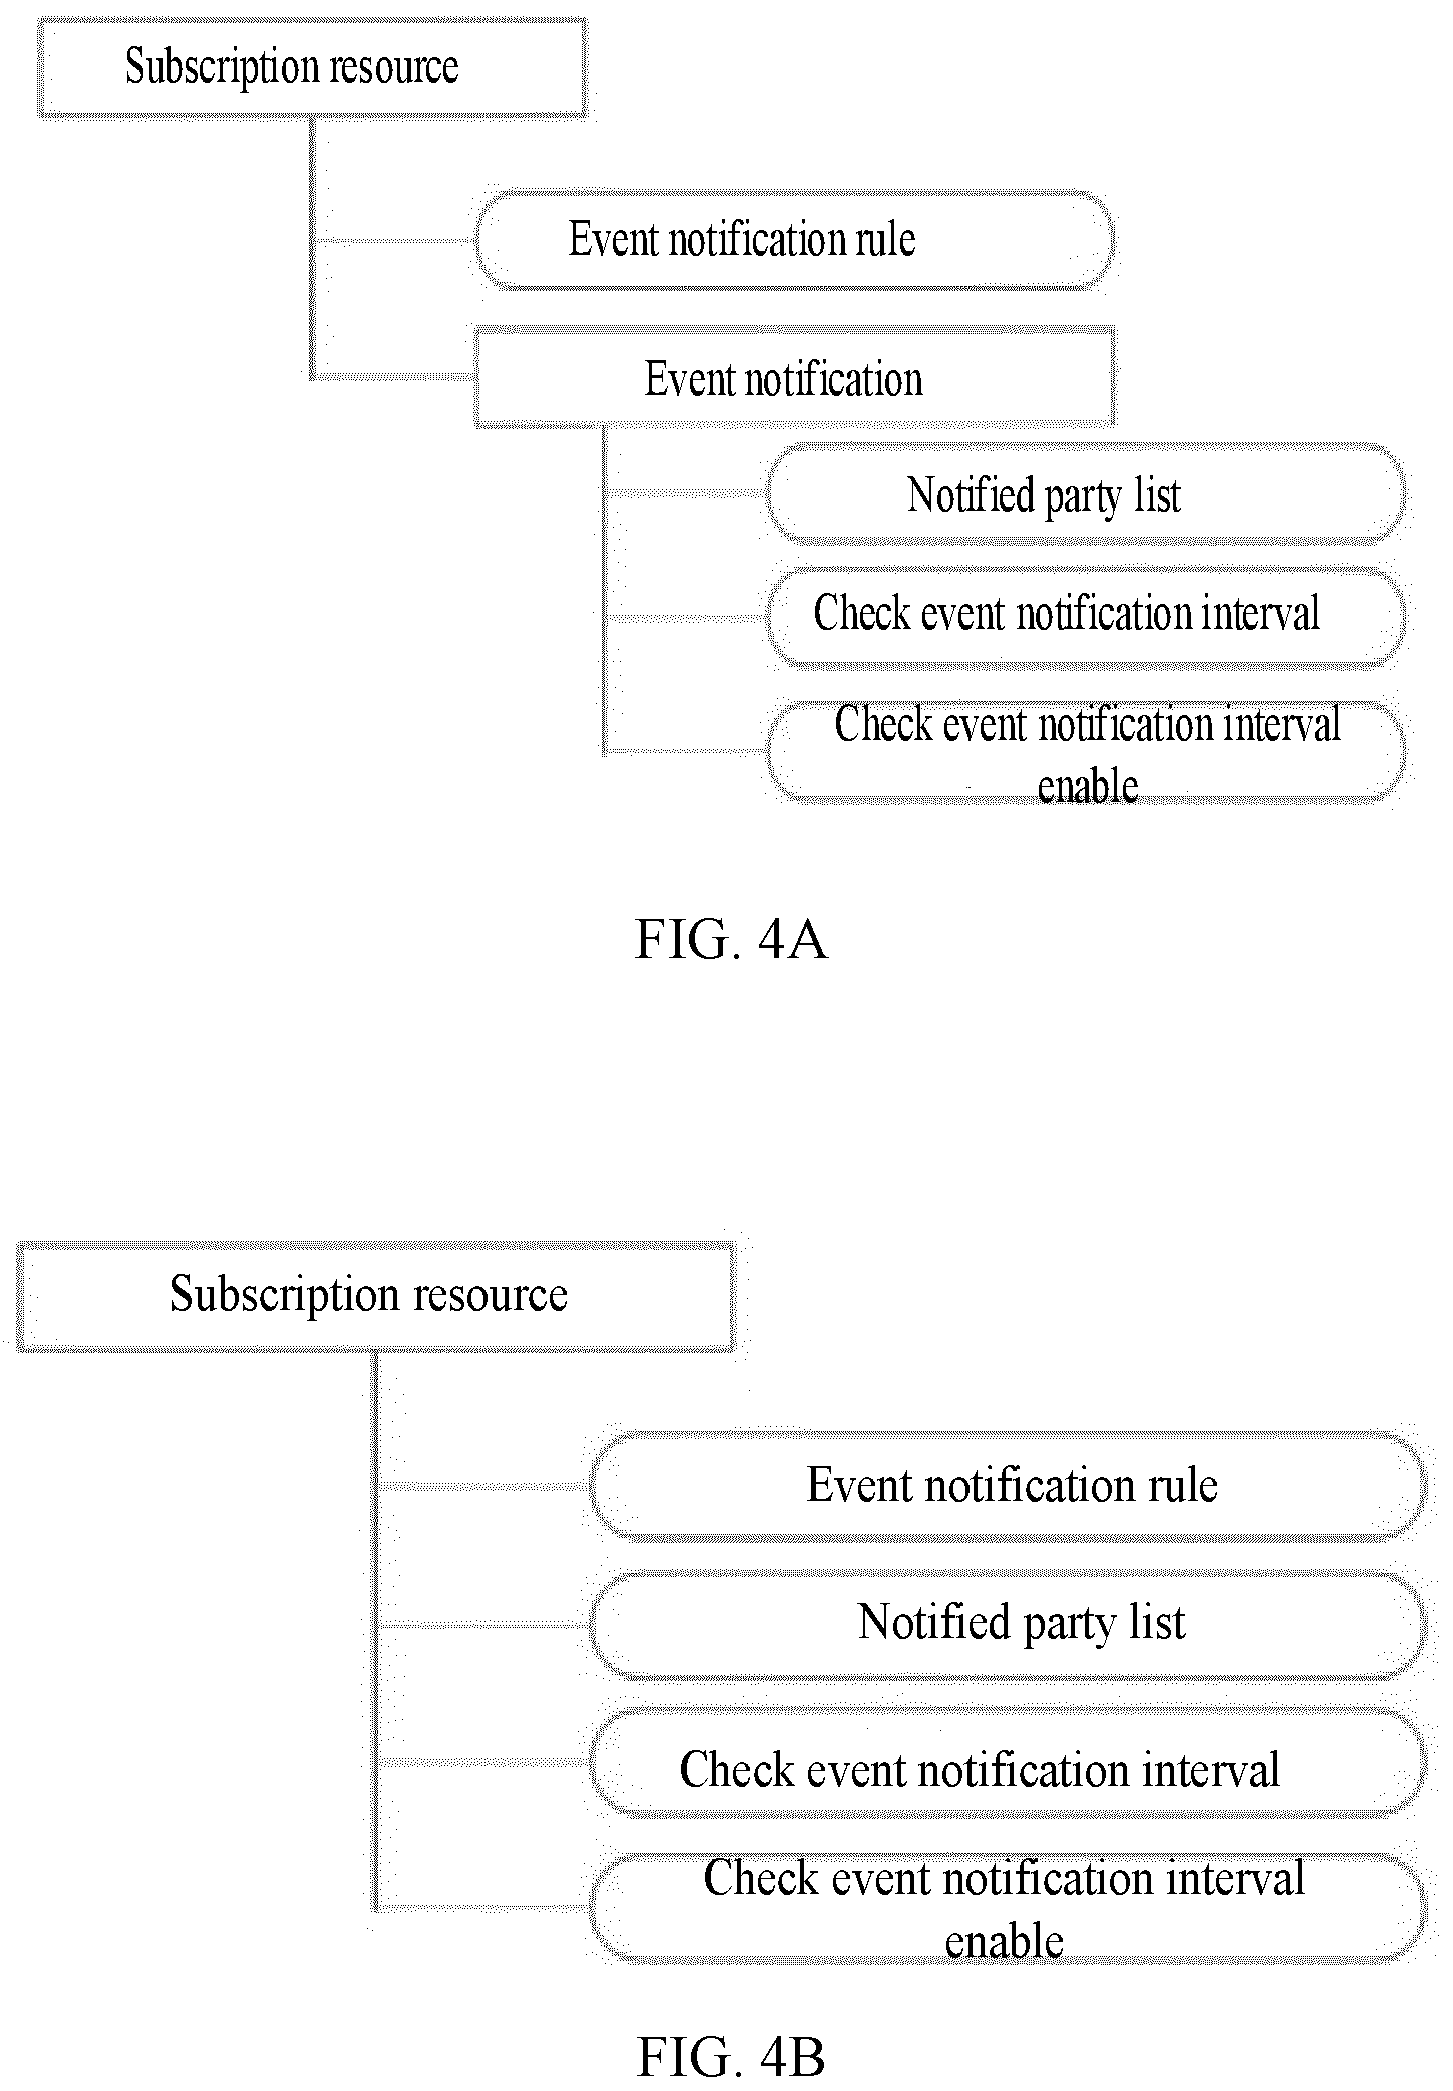 Subscription resource
Event notification rule
Event notification
Notified party list
Check event notification interval
Check event notification interval
enable
FIG. 4A
Subscription resource
Event notification rule
Notified party list
Check event notification interval
Check event notification interval
enable
FIG. 4B